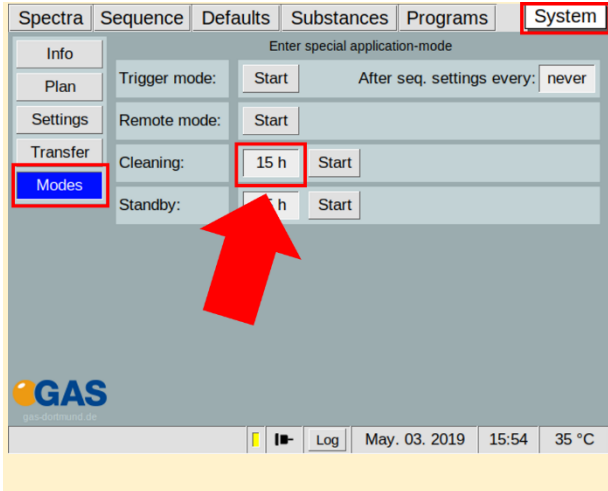 Spectra Sequence Defaults Substances Programs System
Info
Plan
Settings
Transfer
Modes
Enter special application-mode
Trigger mode: Start After seq. settings every: never
Remote mode: Start
Cleaning: 15 h Start
Standby: h Start
GAS
gas-dortmund.de
Log May. 03. 2019 15:54 35 °C